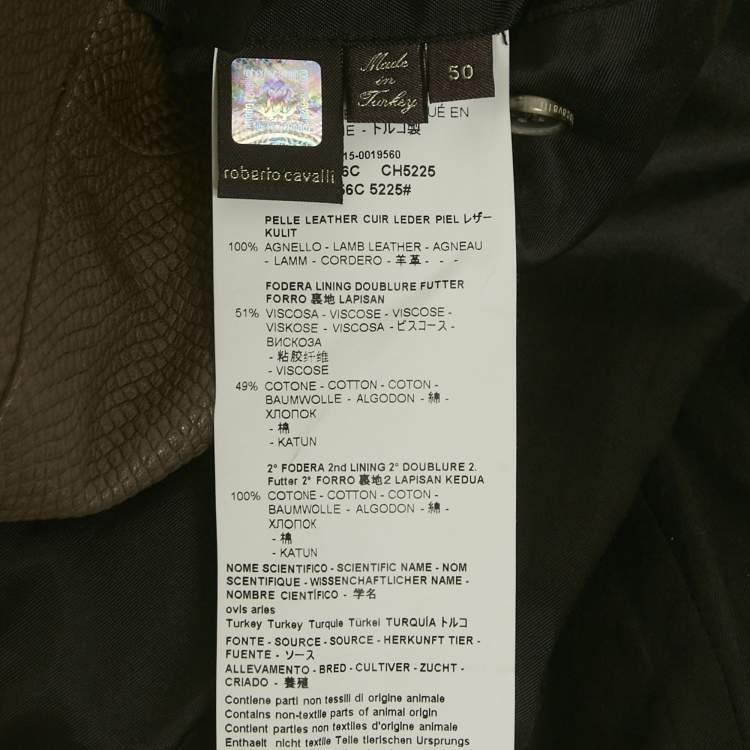 Made
in
Turkey
50
roberto cavalli
UÉ EN
トルコ製
15-0019560
6C CH5225
56C 5225#
PELLE LEATHER CUIR LEDER PIEL レザー
KULIT
100% AGNELLO - LAMB LEATHER - AGNEAU
- LAMM - CORDERO - 羊革 - - -
FODERA LINING DOUBLURE FUTTER
FORRO 裏地 LAPISAN
51% VISCOSA - VISCOSE - VISCOSE -
VISKOSE - VISCOSA - ビスコース -
ВИСКОЗА
- 粘胶纤维
- VISCOSE
49% COTONE - COTTON - COTON -
BAUMWOLLE - ALGODON - 綿 -
ХЛОПОК
- 棉
- KATUN
2° FODERA 2nd LINING 2° DOUBLURE 2.
Futter 2° FORRO 裏地2 LAPISAN KEDUA
100% COTONE - COTTON - COTON -
BAUMWOLLE - ALGODON - 綿 -
ХЛОПОК
- 棉
- KATUN
NOME SCIENTIFICO - SCIENTIFIC NAME - NOM
SCENTIFIQUE - WISSENCHAFTLICHER NAME -
NOMBRE CIENTÍFICO - 学名
ovis aries
Turkey Turkey Turquie Türkei TURQUÍA トルコ
FONTE - SOURCE - SOURCE - HERKUNFT TIER -
FUENTE - ソース
ALLEVAMENTO - BRED - CULTIVER - ZUCHT -
CRIADO - 養殖
Contiene parti non tessili di origine animale
Contains non-textile parts of animal origin
Contient parties non textiles d'origine animale
Enthaelt nicht textile Teile tierischen Ursprungs